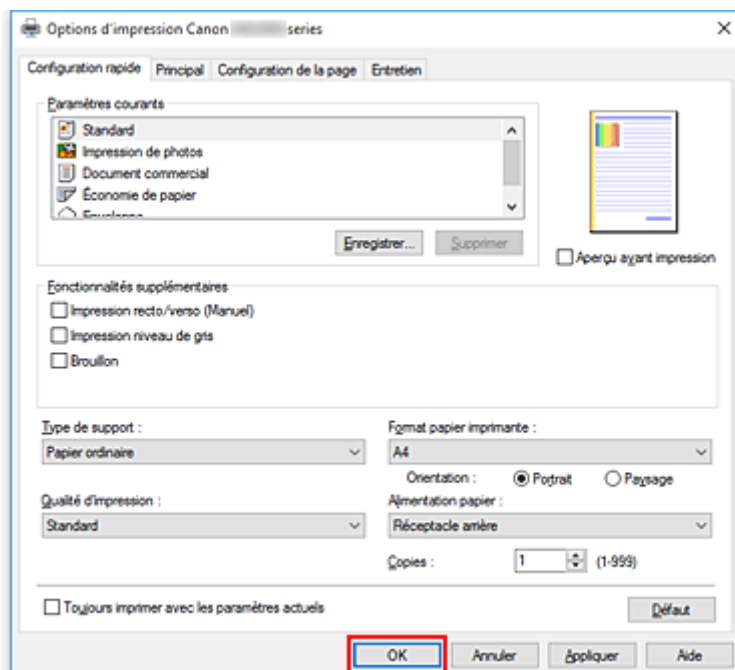 Options d'impression Canon series
Configuration rapide Principal Configuration de la page Entretien
Paramètres courants
Standard
Impression de photos
Document commercial
Économie de papier
Enregistrer... Supprimer
Aperçu avant impression
Fonctionnalités supplémentaires
Impression recto/verso (Manuel)
Impression niveau de gris
Brouillon
Type de support :
Papier ordinaire
Format papier imprimante :
A4
Orientation : Portrait Paysage
Qualité d'impression :
Standard
Alimentation papier :
Réceptacle arrière
Copies : 1 (1-999)
Toujours imprimer avec les paramètres actuels
Défaut
OK Annuler Appliquer Aide